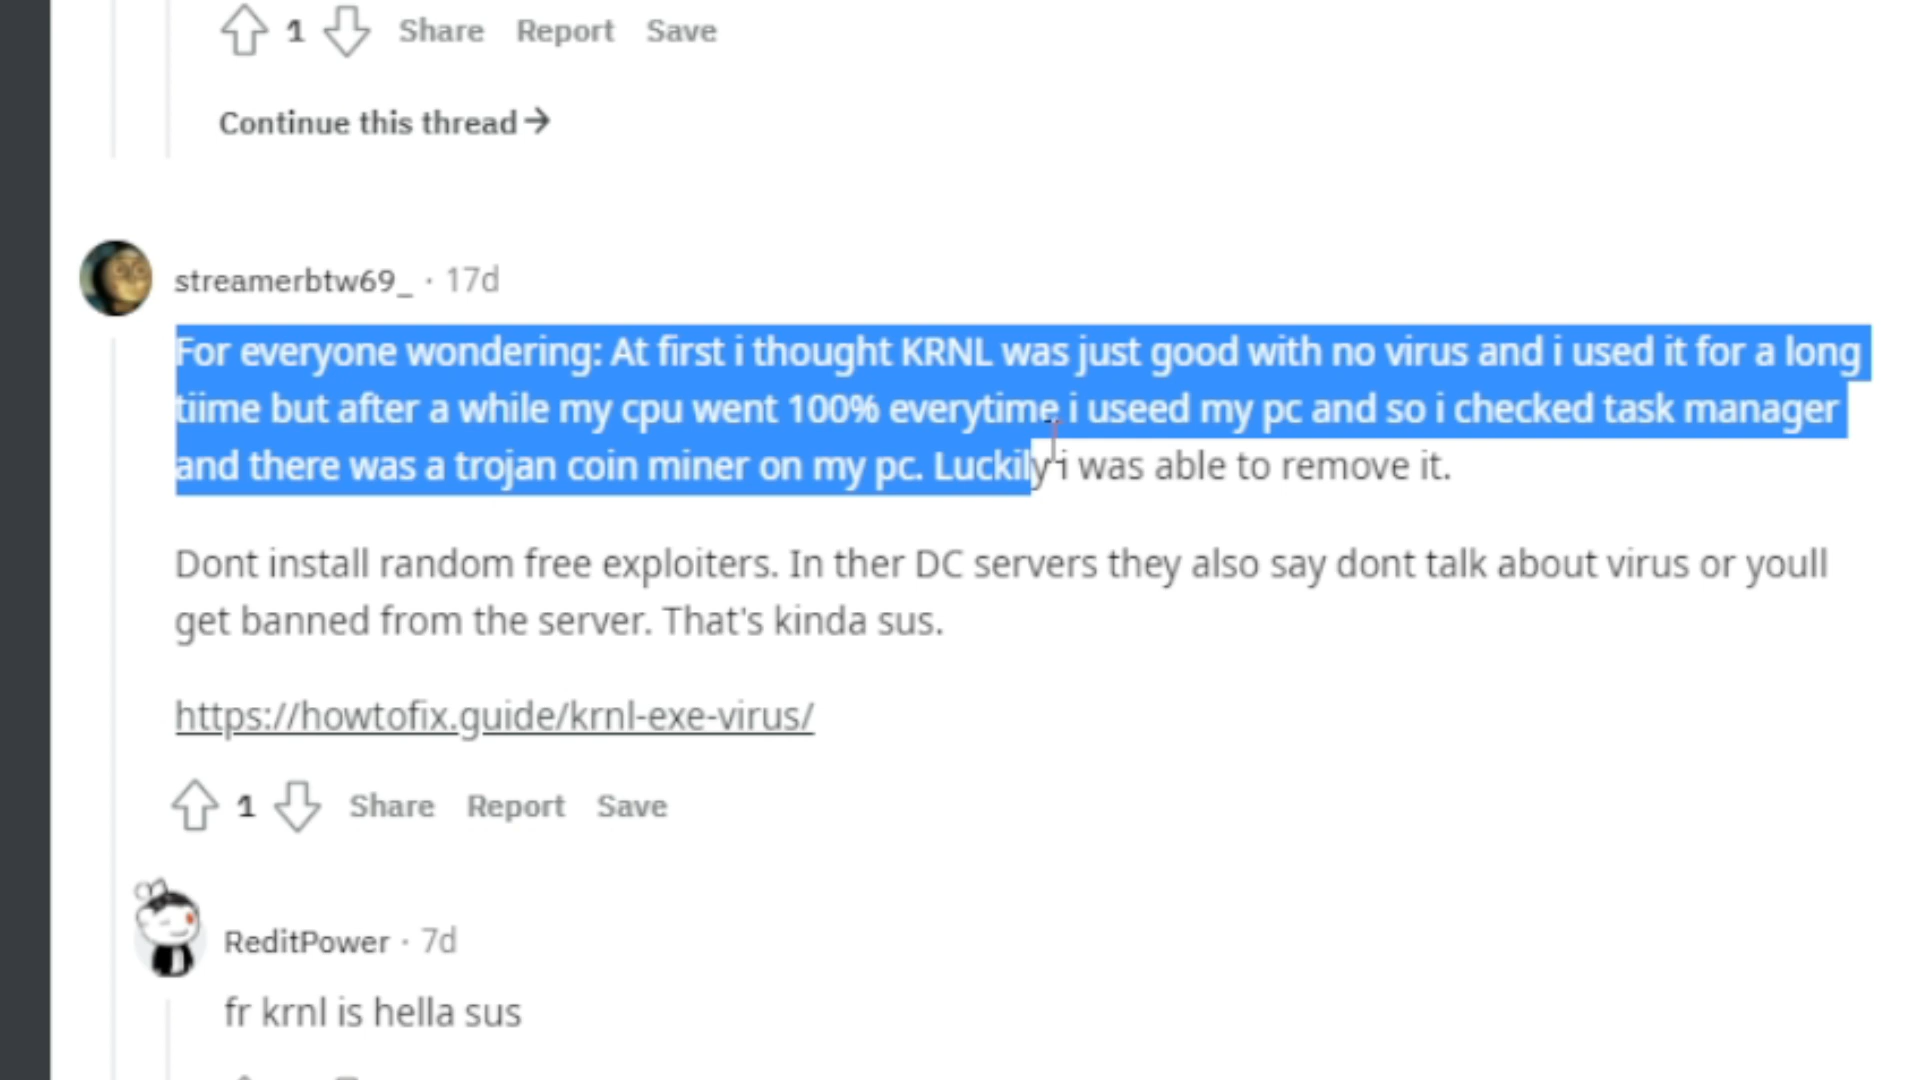 1 Share Report Save
Continue this thread →
streamerbtw69_ · 17d
For everyone wondering: At first i thought KRNL was just good with no virus and i used it for a long
tiime but after a while my cpu went 100% everytime i useed my pc and so i checked task manager
and there was a trojan coin miner on my pc. Luckily i was able to remove it.
Dont install random free exploiters. In ther DC servers they also say dont talk about virus or youll
get banned from the server. That's kinda sus.
https://howtofix.guide/krnl-exe-virus/
1 Share Report Save
ReditPower · 7d
fr krnl is hella sus